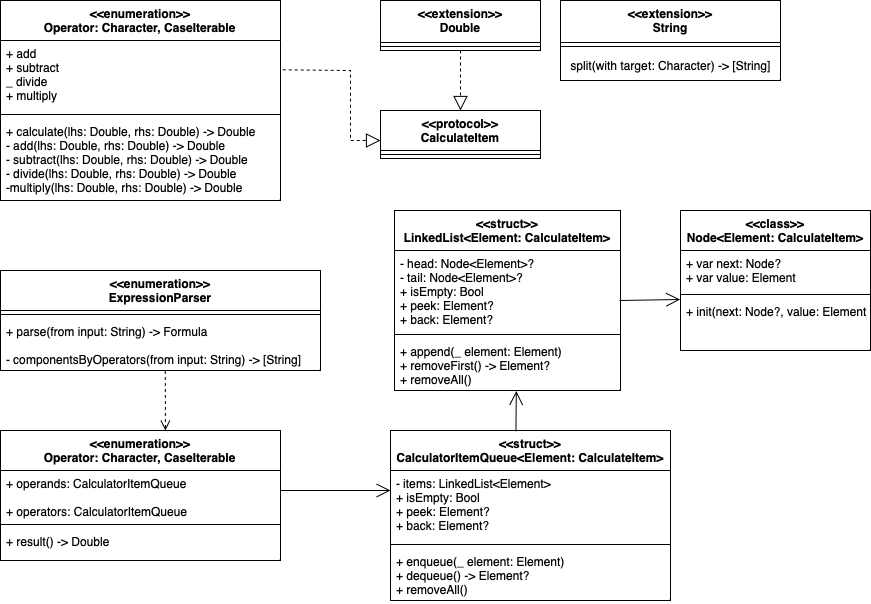 <<enumeration>>
Operator: Character, CaseIterable
+ add
+ subtract
_ divide
+ multiply
+ calculate(lhs: Double, rhs: Double) -> Double
- add(lhs: Double, rhs: Double) -> Double
- subtract(lhs: Double, rhs: Double) -> Double
- divide(lhs: Double, rhs: Double) -> Double
-multiply(lhs: Double, rhs: Double) -> Double
<<extension>>
Double
<<extension>>
String
split(with target: Character) -> [String]
<<protocol>>
CalculateItem
<<struct>>
LinkedList<Element: CalculateItem>
- head: Node<Element>?
- tail: Node<Element>?
+ isEmpty: Bool
+ peek: Element?
+ back: Element?
+ append(_ element: Element)
+ removeFirst() -> Element?
+ removeAll()
<<class>>
Node<Element: CalculateItem>
+ var next: Node?
+ var value: Element
+ init(next: Node?, value: Element
<<enumeration>>
ExpressionParser
+ parse(from input: String) -> Formula
- componentsByOperators(from input: String) -> [String]
<<enumeration>>
Operator: Character, CaseIterable
+ operands: CalculatorItemQueue
+ operators: CalculatorItemQueue
+ result() -> Double
<<struct>>
CalculatorItemQueue<Element: CalculateItem>
- items: LinkedList<Element>
+ isEmpty: Bool
+ peek: Element?
+ back: Element?
+ enqueue(_ element: Element)
+ dequeue() -> Element?
+ removeAll()